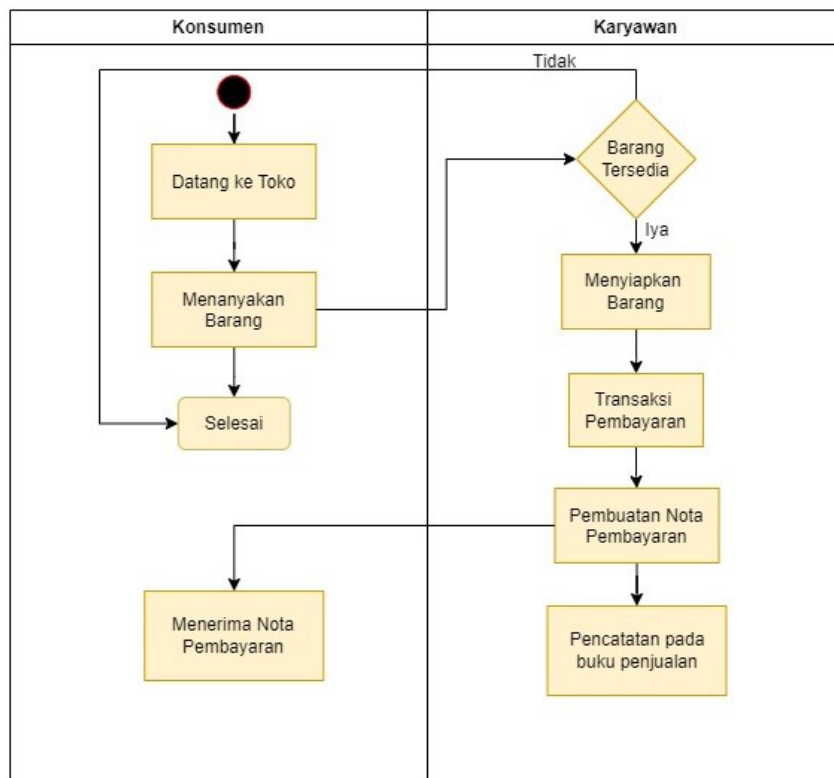 Konsumen
Karyawan
Tidak
Barang
Tersedia
Datang ke Toko
Iya
Menanyakan
Barang
Menyiapkan
Barang
Selesai
Transaksi
Pembayaran
Pembuatan Nota
Pembayaran
Menerima Nota
Pembayaran
Pencatatan pada
buku penjualan